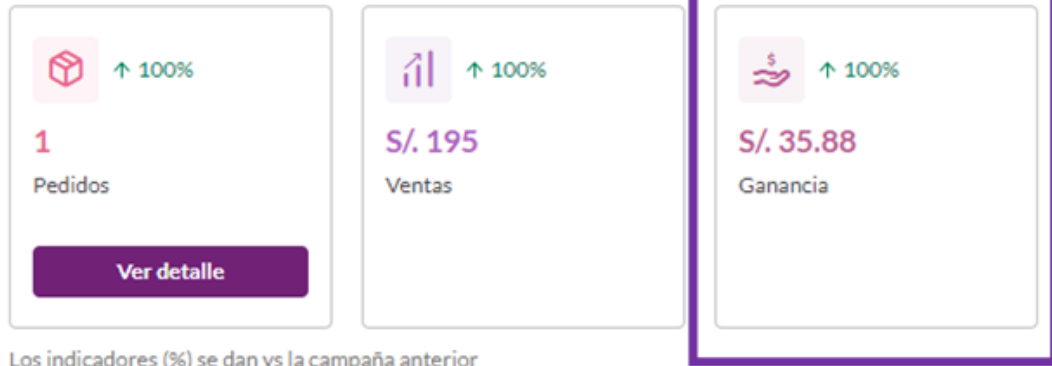 ↑ 100%
1
Pedidos
Ver detalle
↑ 100%
S/. 195
Ventas
$
↑ 100%
S/. 35.88
Ganancia
Los indicadores (%) se dan vs la campaña anterior